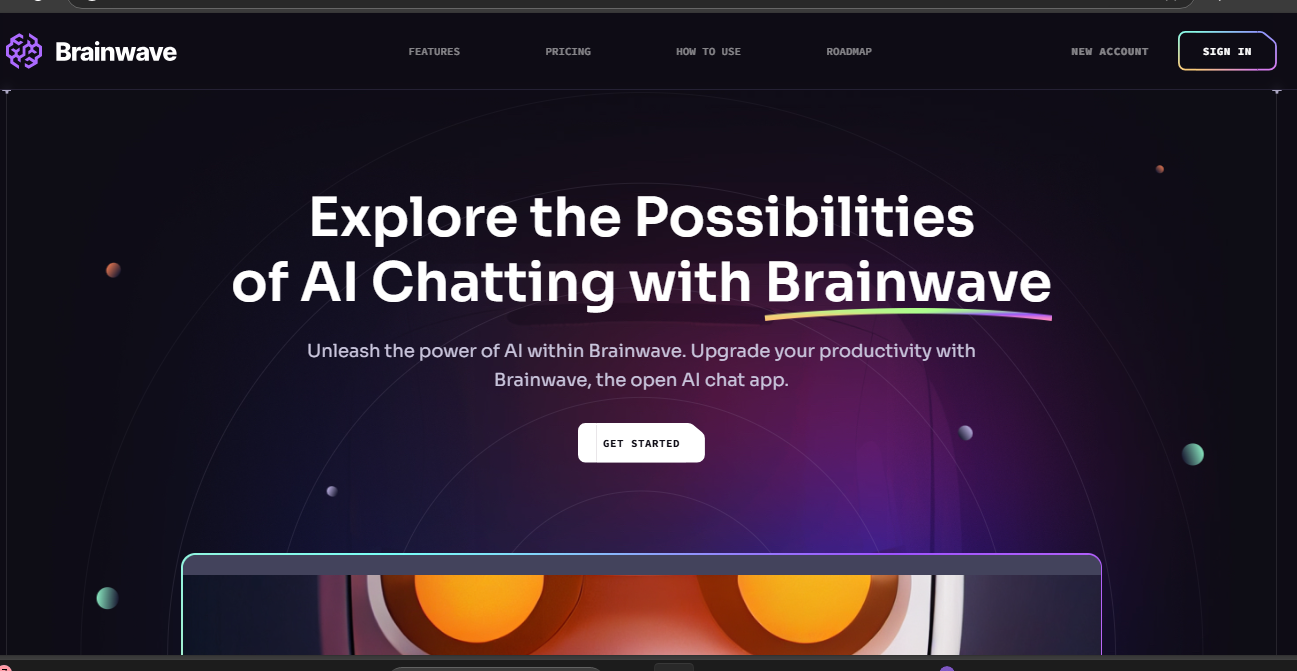 Brainwave
FEATURES
PRICING
HOW TO USE
ROADMAP
NEW ACCOUNT
SIGN IN
Explore the Possibilities
of AI Chatting with Brainwave
Unleash the power of AI within Brainwave. Upgrade your productivity with
Brainwave, the open AI chat app.
GET STARTED